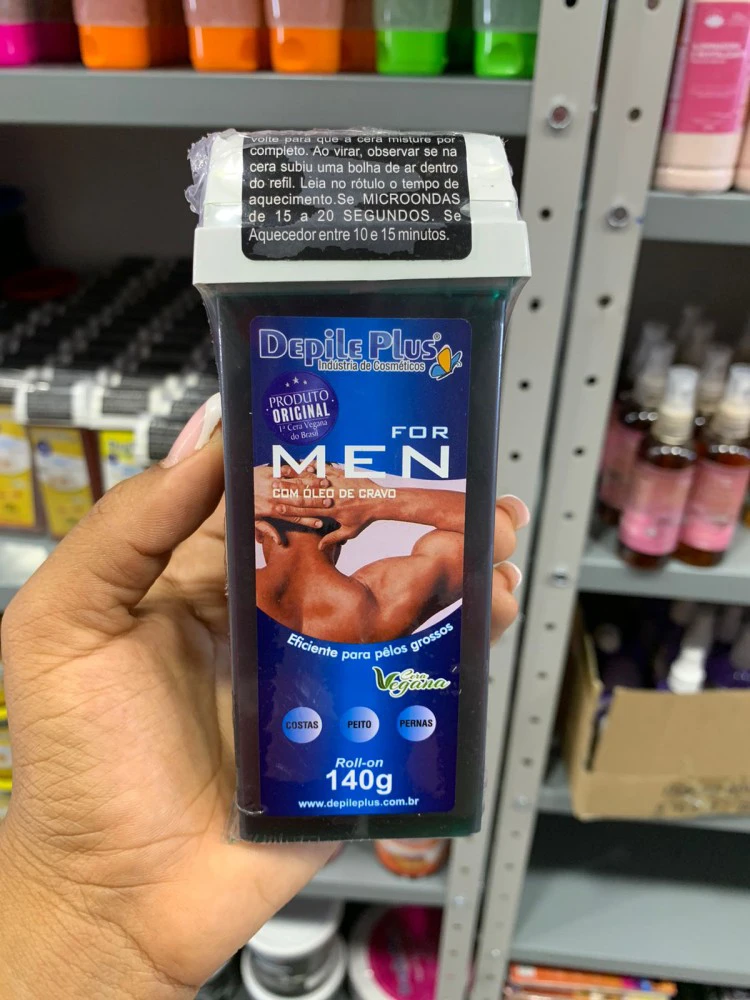 volte para que a cera misture por
completo. Ao virar, observar se na
cera subiu uma bolha de ar dentro
do refil. Leia no rótulo o tempo de
aquecimento.Se MICROONDAS
de 15 a 20 SEGUNDOS. Se
Aquecedor entre 10 e 15 minutos.
Depile Plus®
Indústria de Cosméticos
PRODUTO
ORIGINAL
1ª Cera Vegana
do Brasil
FOR
MEN
COM ÓLEO DE CRAVO
Eficiente para pêlos grossos
Cera
Vegana
COSTAS PEITO PERNAS
Roll-on
140g
www.depileplus.com.br